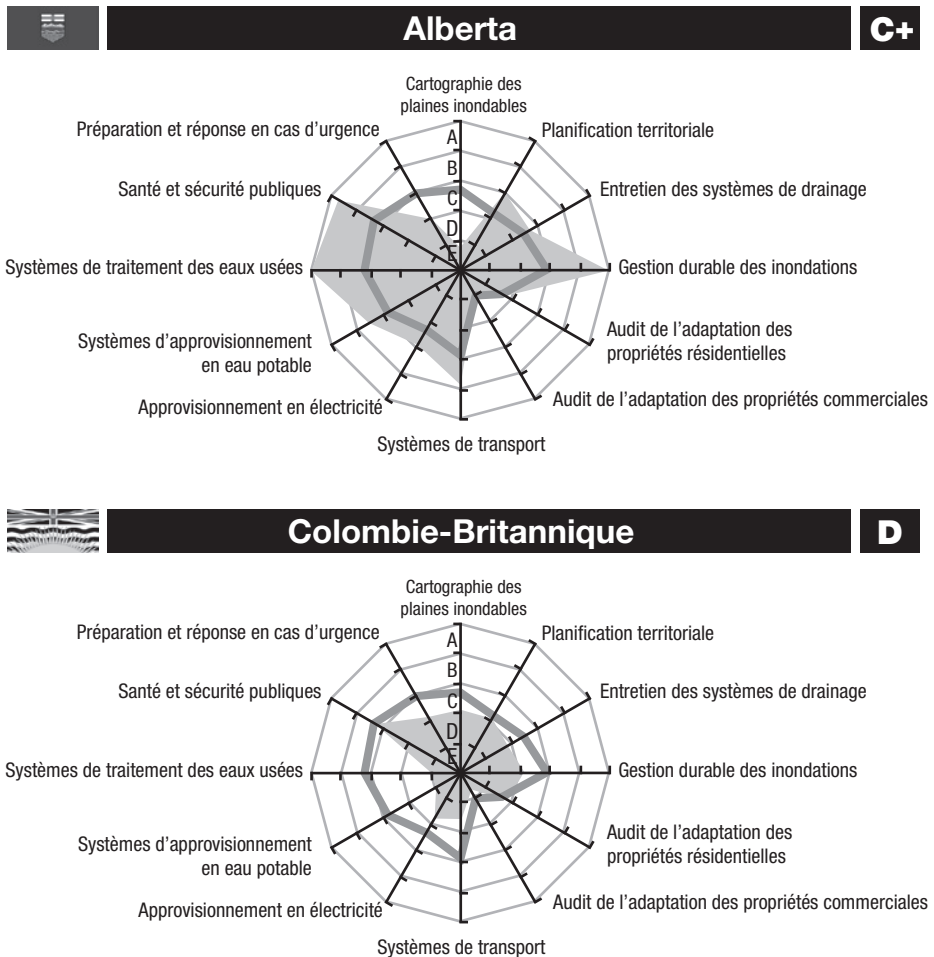 Alberta
C+
Cartographie des
plaines inondables
Préparation et réponse en cas d'urgence
Planification territoriale
A
B
C
D
E
Santé et sécurité publiques
Entretien des systèmes de drainage
Systèmes de traitement des eaux usées
Gestion durable des inondations
Systèmes d'approvisionnement
en eau potable
Audit de l'adaptation des
propriétés résidentielles
Approvisionnement en électricité
Audit de l'adaptation des propriétés commerciales
Systèmes de transport
Colombie-Britannique
D
Cartographie des
plaines inondables
Préparation et réponse en cas d'urgence
Planification territoriale
A
B
C
D
E
Santé et sécurité publiques
Entretien des systèmes de drainage
Systèmes de traitement des eaux usées
Gestion durable des inondations
Systèmes d'approvisionnement
en eau potable
Audit de l'adaptation des
propriétés résidentielles
Approvisionnement en électricité
Audit de l'adaptation des propriétés commerciales
Systèmes de transport